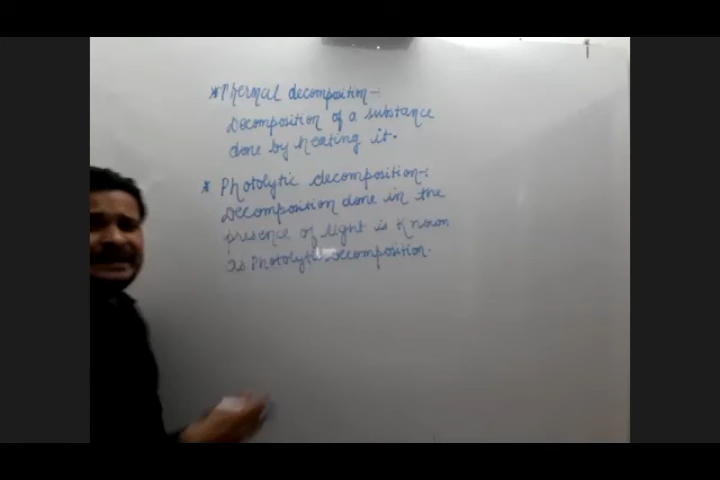 * Thermal decomposition :-
Decomposition of a substance
done by heating it.
* Photolytic decomposition :-
Decomposition done in the
presence of light is known
as Photolytic decomposition.